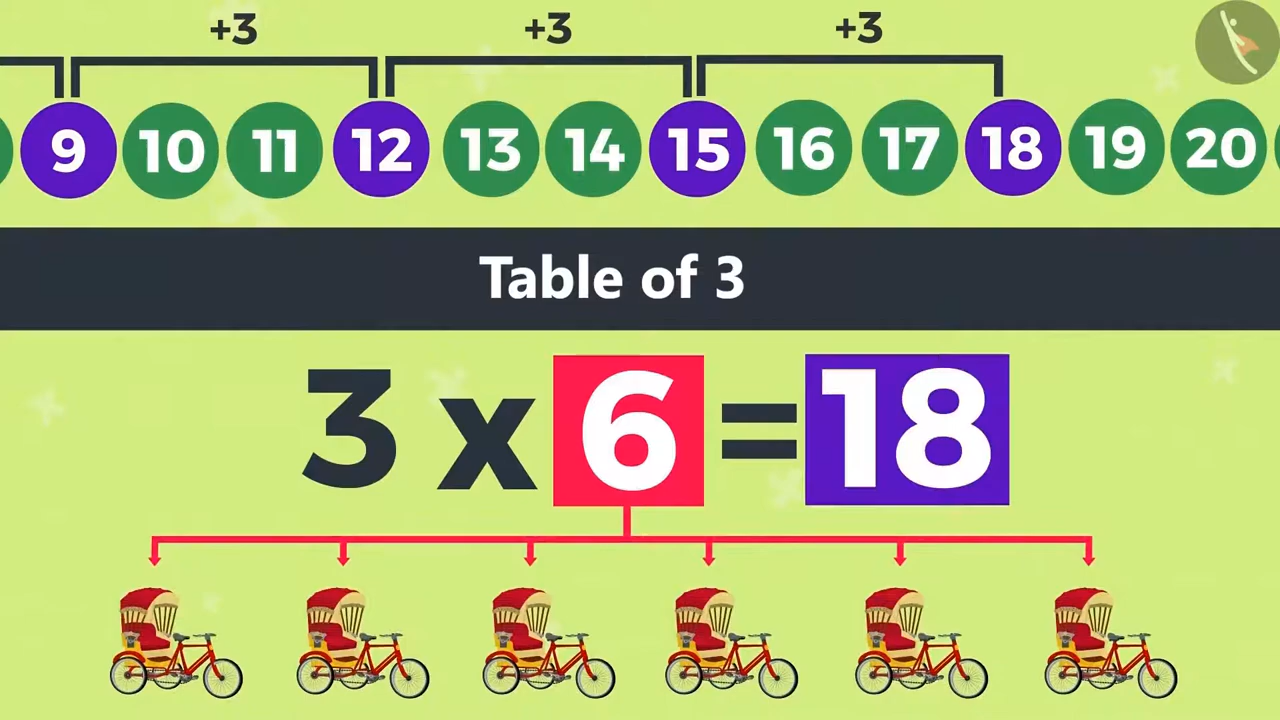 +3 +3 +3
9 10 11 12 13 14 15 16 17 18 19 20
Table of 3
3 x 6 = 18